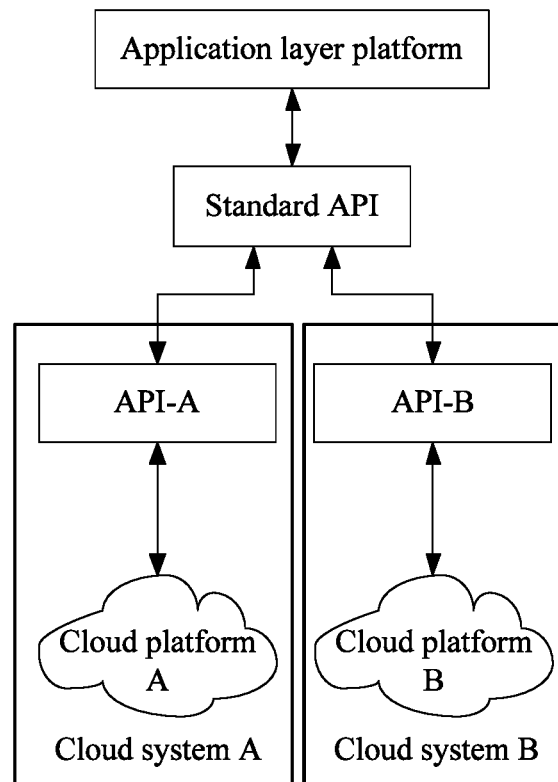 Application layer platform
Standard API
API-A
API-B
Cloud platform
A
Cloud platform
B
Cloud system A
Cloud system B